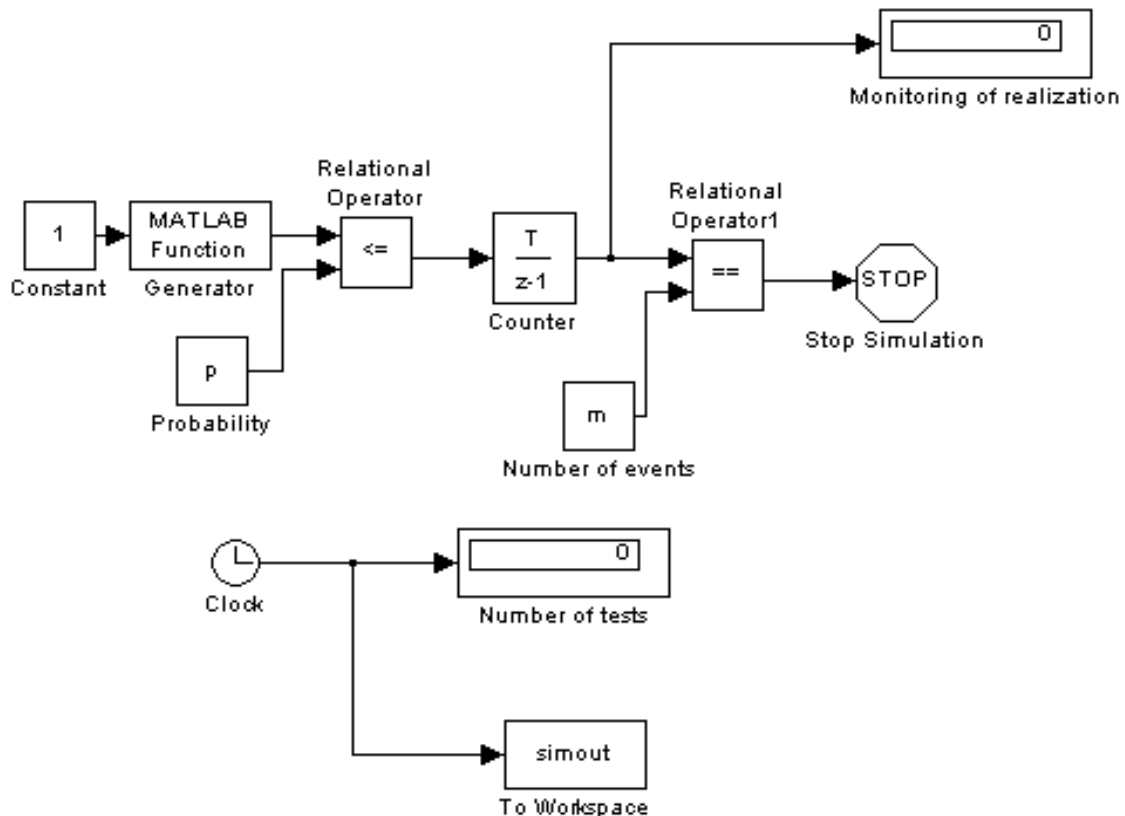 0
Monitoring of realization
Relational
Operator
Relational
Operator1
1
MATLAB
Function
<=
T
z-1
==
STOP
Constant
Generator
Counter
Stop Simulation
p
Probability
m
Number of events
0
Clock
Number of tests
simout
To Workspace